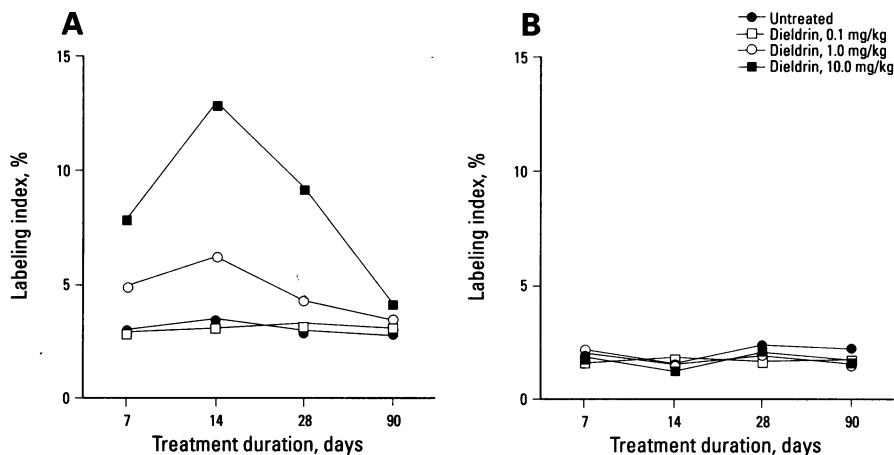 A
15
10
5
0
Labeling index, %
7 14 28 90
Treatment duration, days
B
Untreated
Dieldrin, 0.1 mg/kg
Dieldrin, 1.0 mg/kg
Dieldrin, 10.0 mg/kg
15
10
5
0
Labeling index, %
7 14 28 90
Treatment duration, days